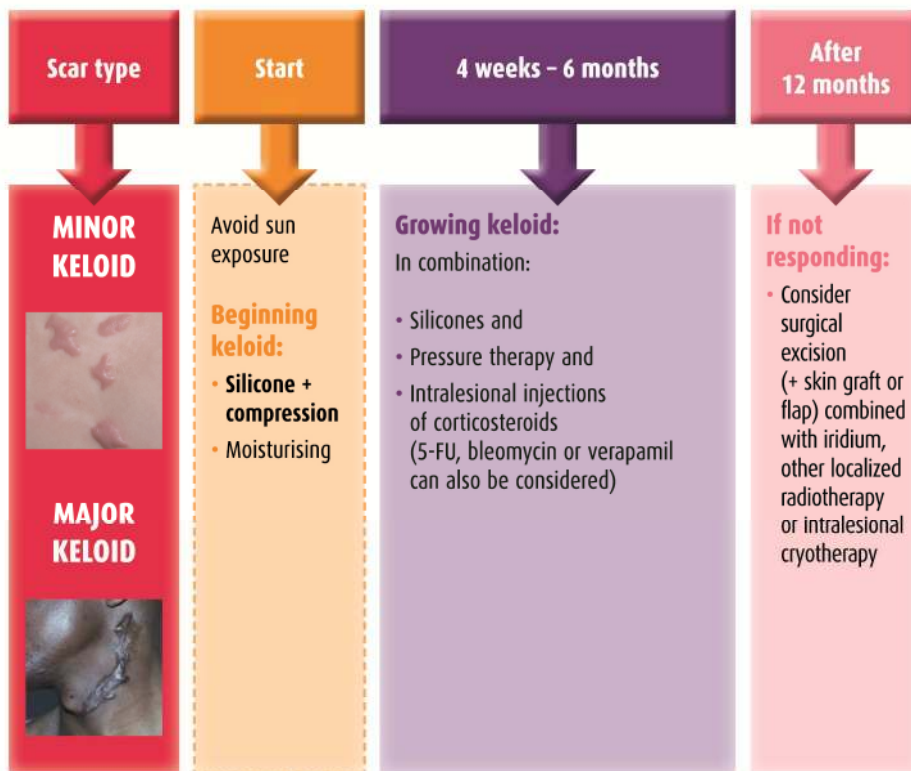 Scar type
Start
4 weeks – 6 months
After
12 months
MINOR
KELOID
MAJOR
KELOID
Avoid sun
exposure
Beginning
keloid:
• Silicone +
compression
• Moisturising
Growing keloid:
In combination:
• Silicones and
• Pressure therapy and
• Intralesional injections
of corticosteroids
(5-FU, bleomycin or verapamil
can also be considered)
If not
responding:
• Consider
surgical
excision
(+ skin graft or
flap) combined
with iridium,
other localized
radiotherapy
or intralesional
cryotherapy